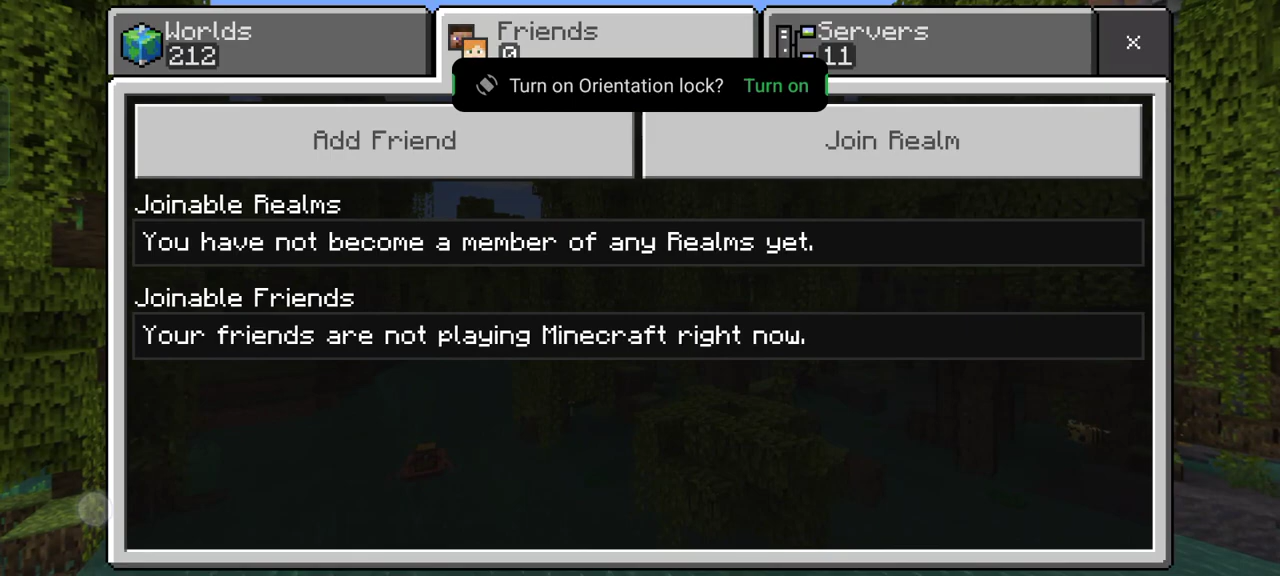 Worlds
212
Friends
0
Servers
11
Turn on Orientation lock? Turn on
Add Friend
Join Realm
Joinable Realms
You have not become a member of any Realms yet.
Joinable Friends
Your friends are not playing Minecraft right now.